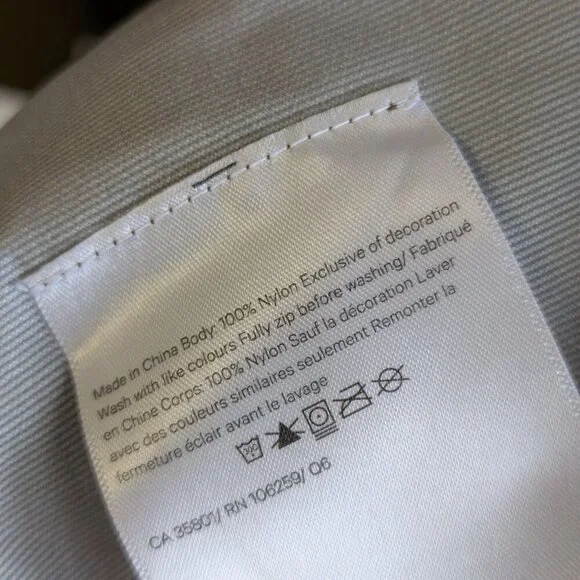 Made in China Body: 100% Nylon Exclusive of decoration
Wash with like colours Fully zip before washing/ Fabriqué
en Chine Corps: 100% Nylon Sauf la décoration Laver
avec des couleurs similaires seulement Remonter la
fermeture éclair avant le lavage
CA 35801/ RN 106259/ Q6